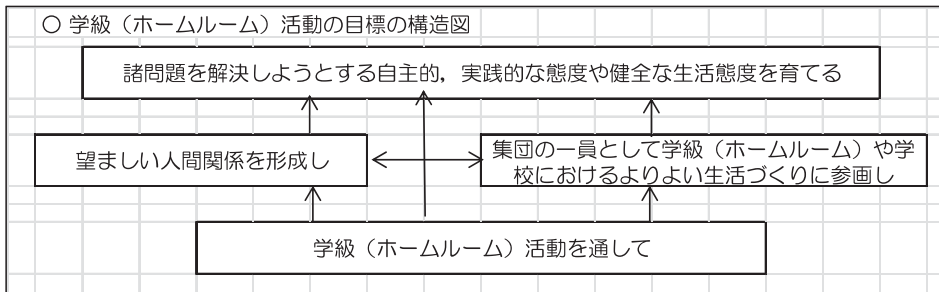 ○ 学級（ホームルーム）活動の目標の構造図
諸問題を解決しようとする自主的，実践的な態度や健全な生活態度を育てる
望ましい人間関係を形成し
集団の一員として学級（ホームルーム）や学
校におけるよりよい生活づくりに参画し
学級（ホームルーム）活動を通して